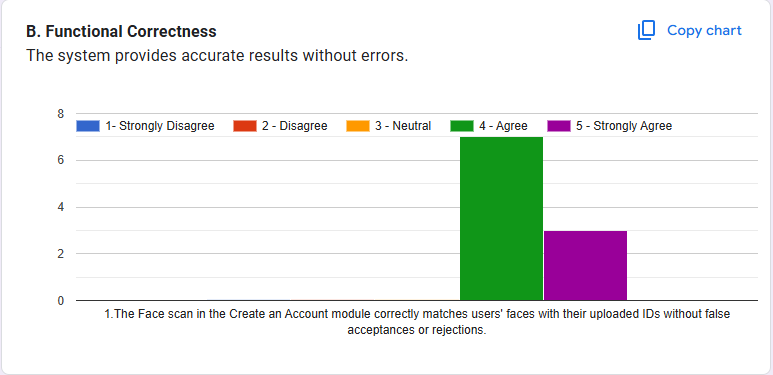 B. Functional Correctness
Copy chart
The system provides accurate results without errors.
8
1- Strongly Disagree
2 - Disagree
3 - Neutral
4 - Agree
5 - Strongly Agree
6
4
2
0
1.The Face scan in the Create an Account module correctly matches users' faces with their uploaded IDs without false
acceptances or rejections.